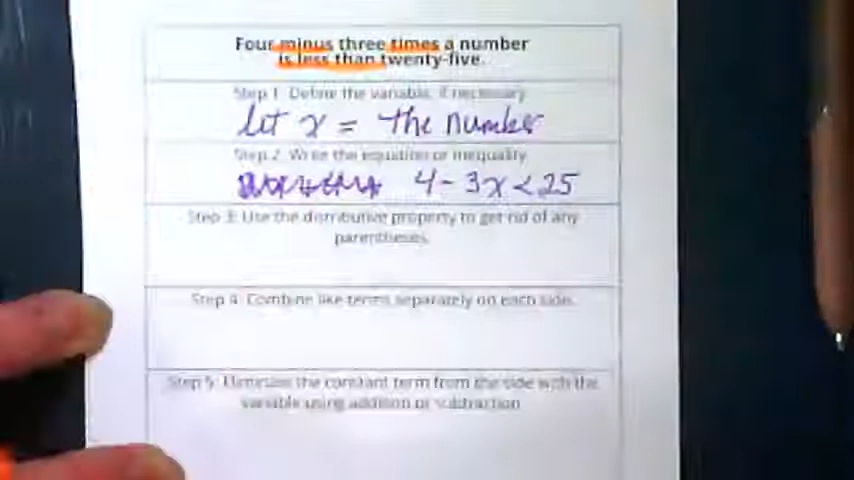 Four minus three times a number
is less than twenty-five.
Step 1: Define the variable, if necessary.
let x = the number
Step 2: Write the equation or inequality.
4 - 3x < 25
Step 3: Use the distributive property to get rid of any
parentheses.
Step 4: Combine like terms separately on each side.
Step 5: Eliminate the constant term from the side with the
variable using addition or subtraction